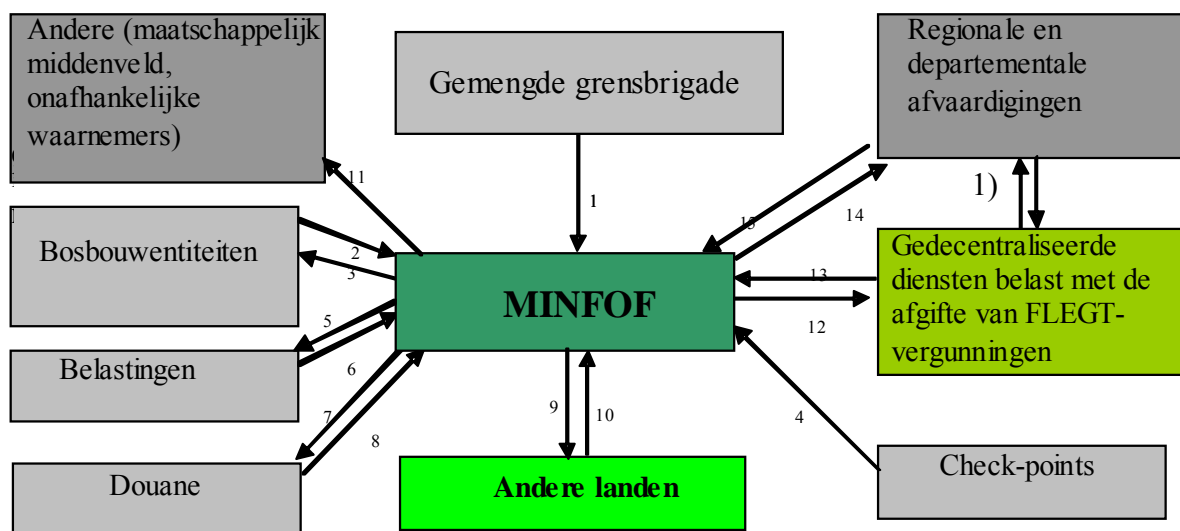 Andere (maatschappelijk
middenveld,
onafhankelijke
waarnemers)
Gemengde grensbrigade
Regionale en
departementale
afvaardigingen
11
1
15
14
1)
Bosbouwentiteiten
2
3
MINFOF
13
12
Gedecentraliseerde
diensten belast met de
afgifte van FLEGT-
vergunningen
5
6
Belastingen
7
8
9
10
4
Douane
Andere landen
Check-points